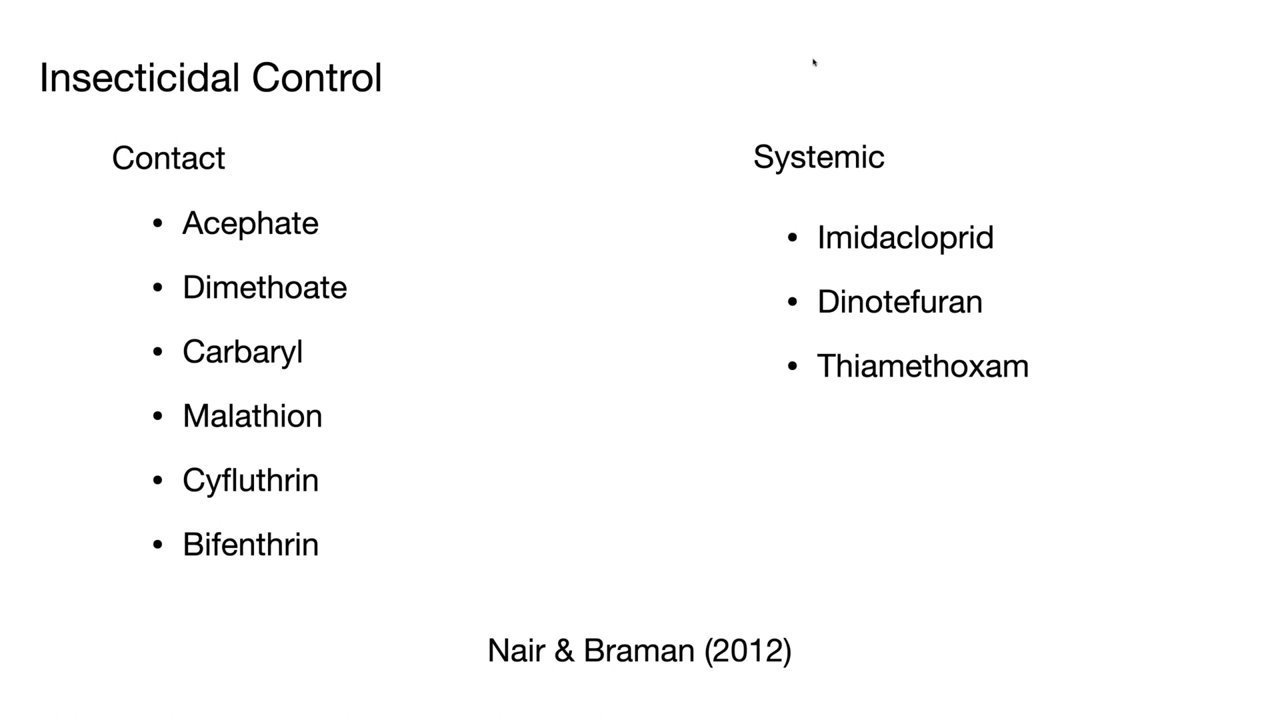 Insecticidal Control
Contact
• Acephate
• Dimethoate
• Carbaryl
• Malathion
• Cyfluthrin
• Bifenthrin
Systemic
• Imidacloprid
• Dinotefuran
• Thiamethoxam
Nair & Braman (2012)